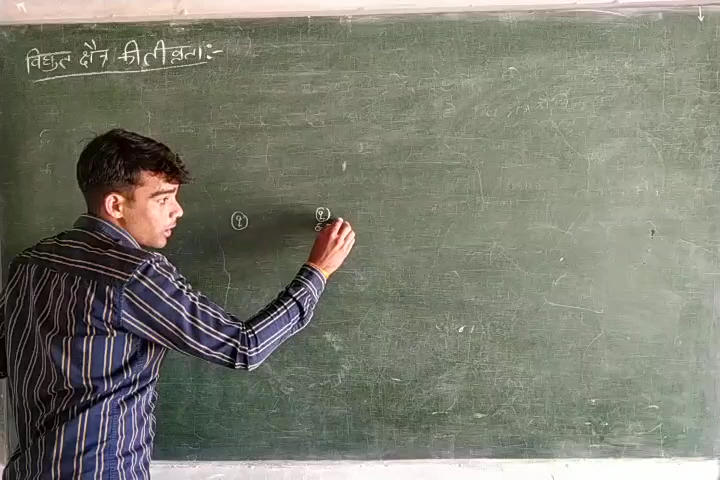 विद्युत क्षेत्र की तीव्रता:-
q q